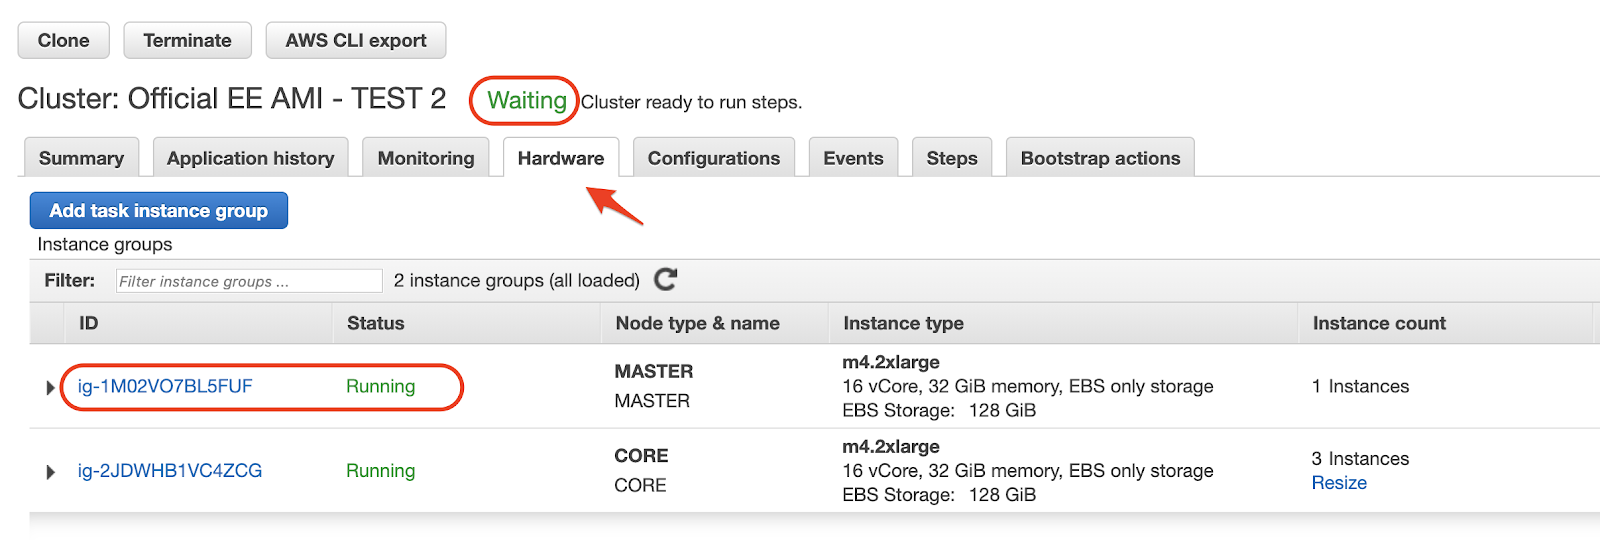 Clone Terminate AWS CLI export
Cluster: Official EE AMI - TEST 2 Waiting Cluster ready to run steps.
Summary Application history Monitoring Hardware Configurations Events Steps Bootstrap actions
Add task instance group
Instance groups
Filter: Filter instance groups ... 2 instance groups (all loaded)
ID Status Node type & name Instance type Instance count
ig-1M02VO7BL5FUF Running MASTER
MASTER
m4.2xlarge
16 vCore, 32 GiB memory, EBS only storage
EBS Storage: 128 GiB
1 Instances
ig-2JDWHB1VC4ZCG Running CORE
CORE
m4.2xlarge
16 vCore, 32 GiB memory, EBS only storage
EBS Storage: 128 GiB
3 Instances
Resize